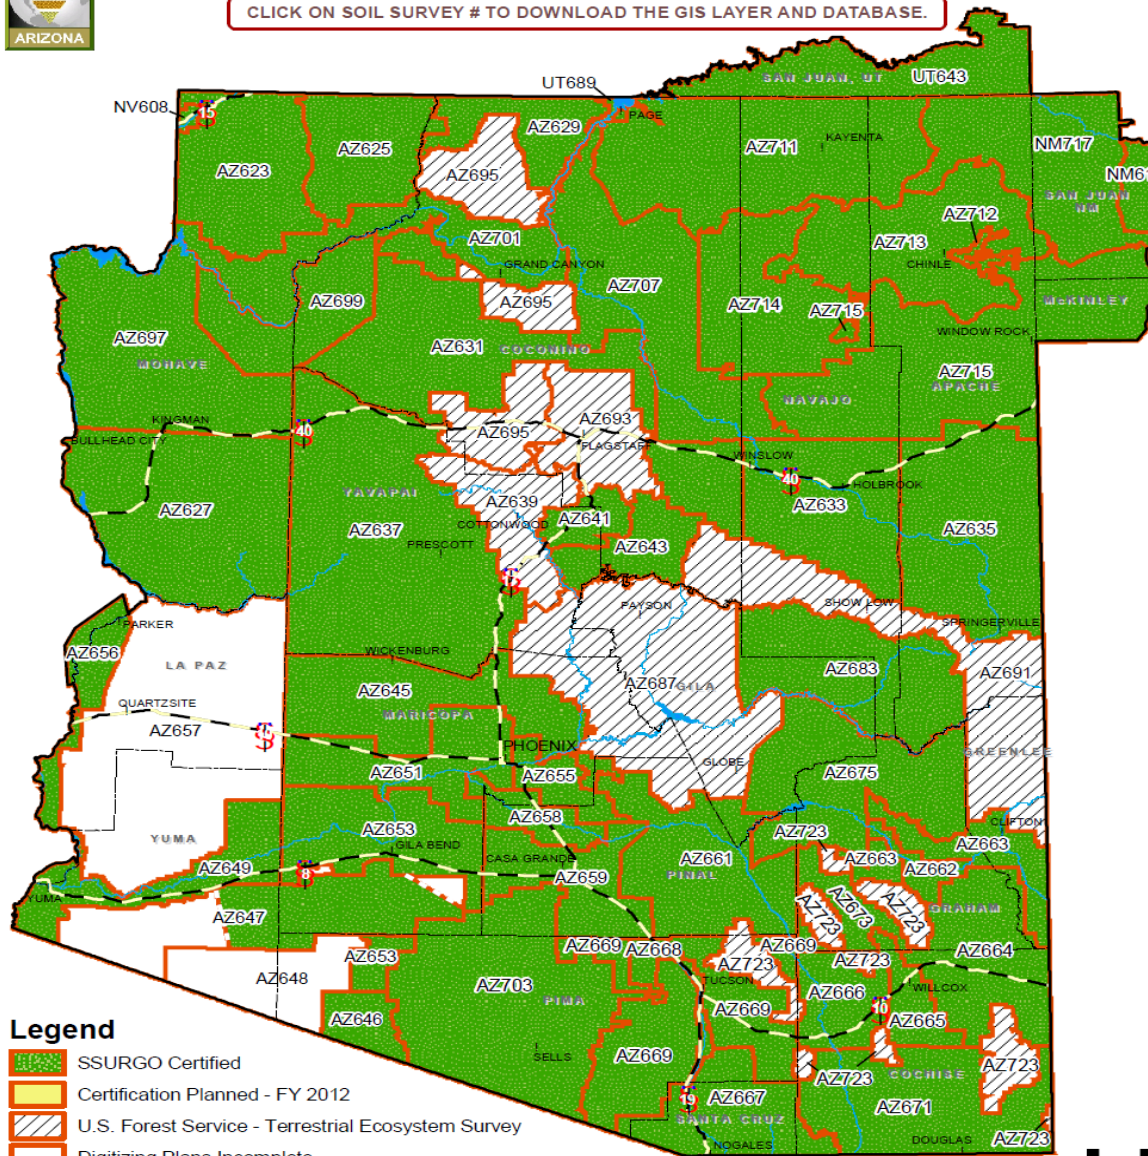 CLICK ON SOIL SURVEY # TO DOWNLOAD THE GIS LAYER AND DATABASE.
ARIZONA
SAN JUAN, UT
UT643
UT689
NV608
15
PAGE
AZ629
AZ625
AZ623
AZ695
AZ711
KAYENTA
NM717
NM61
SAN JUAN
NM
AZ712
AZ713
CHINLE
AZ701
GRAND CANYON
AZ707
AZ699
AZ695
AZ714
AZ715
MCKINLEY
WINDOW ROCK
AZ697
MOHAVE
AZ631
COCONINO
AZ715
APACHE
NAVAJO
KINGMAN
BULLHEAD CITY
40
AZ695
AZ693
FLAGSTAFF
WINSLOW
40
HOLBROOK
AZ633
YAVAPAI
AZ639
AZ627
AZ637
COTTONWOOD
AZ641
AZ635
PRESCOTT
AZ643
17
PAYSON
SHOW LOW
SPRINGERVILLE
PARKER
AZ656
LA PAZ
WICKENBURG
AZ683
AZ691
AZ687
GILA
AZ645
MARICOPA
QUARTZSITE
AZ657
PHOENIX
GREENLEE
GLOBE
AZ651
AZ655
AZ675
AZ658
YUMA
AZ653
GILA BEND
AZ723
CLIFTON
AZ663
CASA GRANDE
AZ661
AZ663
AZ662
AZ649
8
AZ659
PINAL
YUMA
AZ723
AZ673
AZ723
GRAHAM
AZ647
AZ669
AZ668
AZ669
AZ664
AZ653
AZ723
AZ723
AZ648
AZ703
PIMA
TUCSON
AZ666
WILLCOX
AZ669
10
AZ665
AZ646
SELLS
AZ669
AZ723
AZ723
COCHISE
19
AZ667
AZ671
SANTA CRUZ
NOGALES
DOUGLAS
AZ723
Legend
SSURGO Certified
Certification Planned - FY 2012
U.S. Forest Service - Terrestrial Ecosystem Survey
Digitizing Plans Incomplete